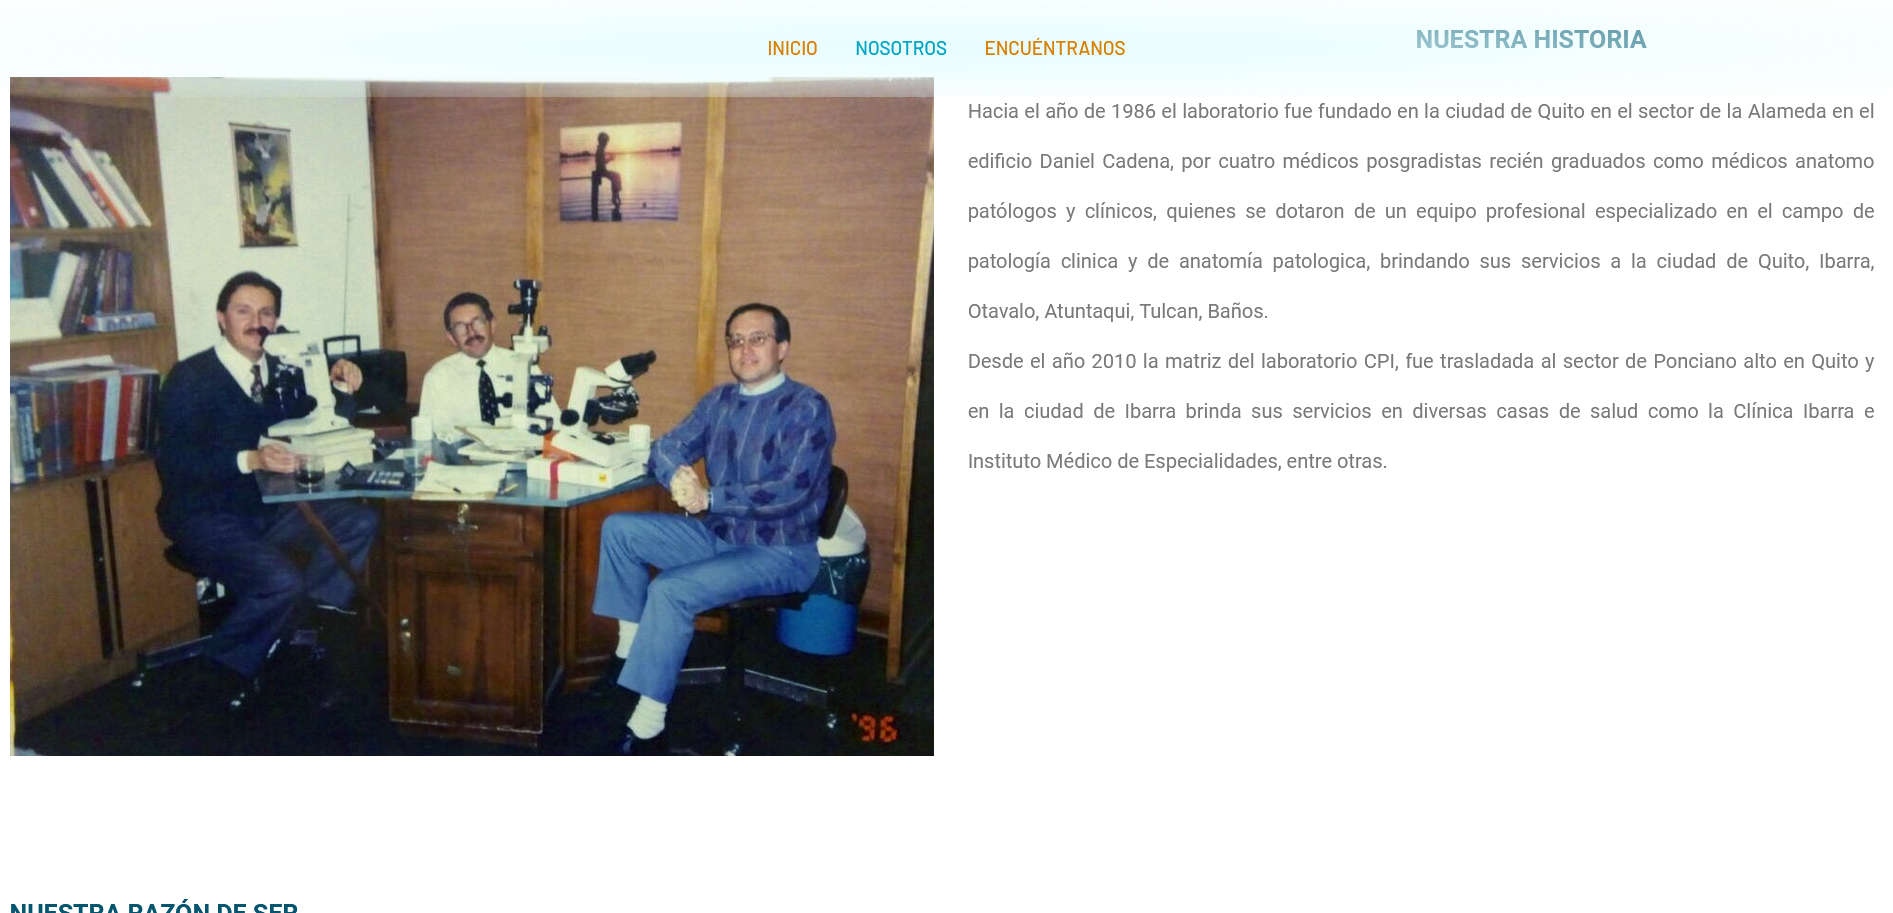 INICIO NOSOTROS ENCUÉNTRANOS
NUESTRA HISTORIA
Hacia el año de 1986 el laboratorio fue fundado en la ciudad de Quito en el sector de la Alameda en el
edificio Daniel Cadena, por cuatro médicos posgradistas recién graduados como médicos anatomo
patólogos y clínicos, quienes se dotaron de un equipo profesional especializado en el campo de
patología clinica y de anatomía patologica, brindando sus servicios a la ciudad de Quito, Ibarra,
Otavalo, Atuntaqui, Tulcan, Baños.
Desde el año 2010 la matriz del laboratorio CPI, fue trasladada al sector de Ponciano alto en Quito y
en la ciudad de Ibarra brinda sus servicios en diversas casas de salud como la Clínica Ibarra e
Instituto Médico de Especialidades, entre otras.
'96
NUESTRA RAZÓN DE SER